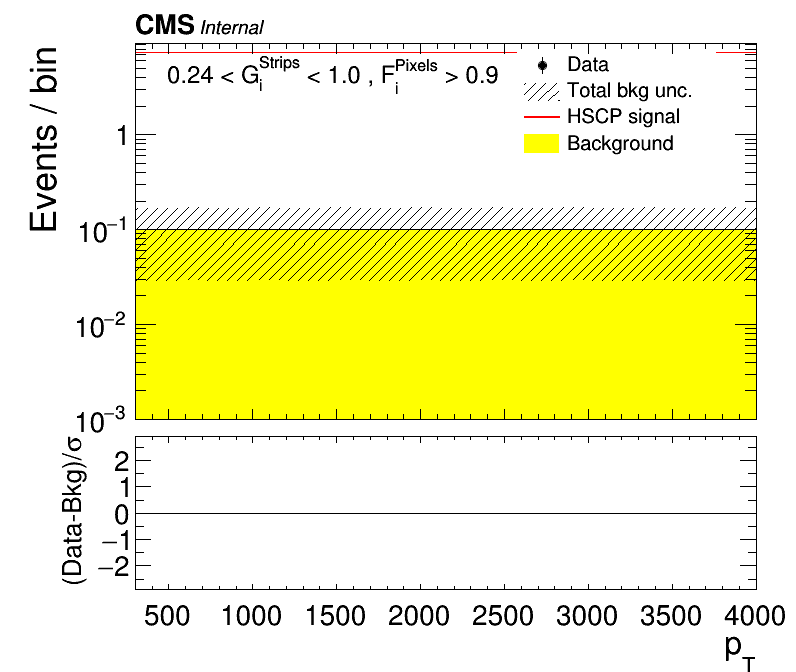 CMS Internal
0.24 < G_i^Strips < 1.0 , F_i^Pixels > 0.9
Data
Total bkg unc.
HSCP signal
Background
Events / bin
1
10^−1
10^−2
10^−3
(Data-Bkg)/σ
2
1
0
−1
−2
500 1000 1500 2000 2500 3000 3500 4000
p_T